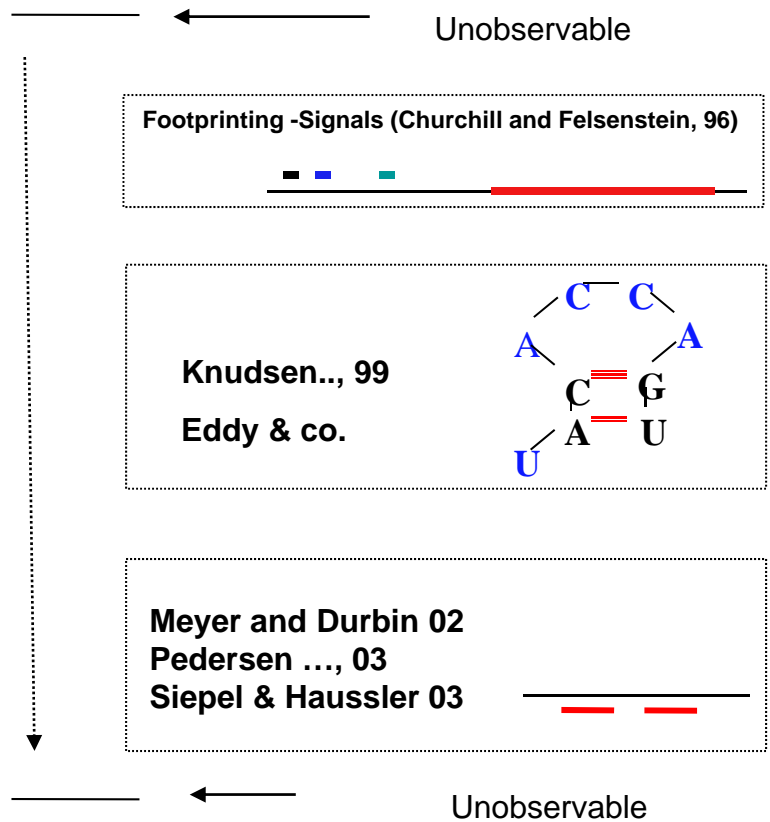 Unobservable
Footprinting -Signals (Churchill and Felsenstein, 96)
C C
A A
Knudsen.., 99
C G
Eddy & co.
A U
U
Meyer and Durbin 02
Pedersen …, 03
Siepel & Haussler 03
Unobservable